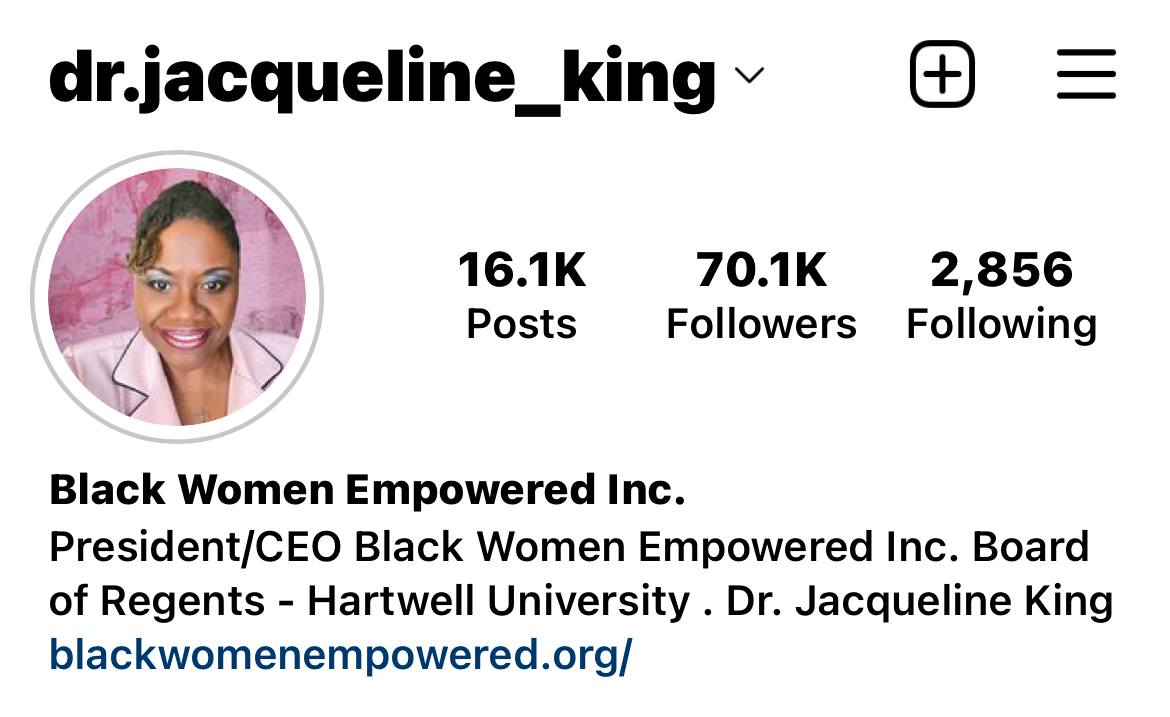 dr.jacqueline_king
16.1K 70.1K 2,856
Posts Followers Following
Black Women Empowered Inc.
President/CEO Black Women Empowered Inc. Board
of Regents - Hartwell University . Dr. Jacqueline King
blackwomenempowered.org/